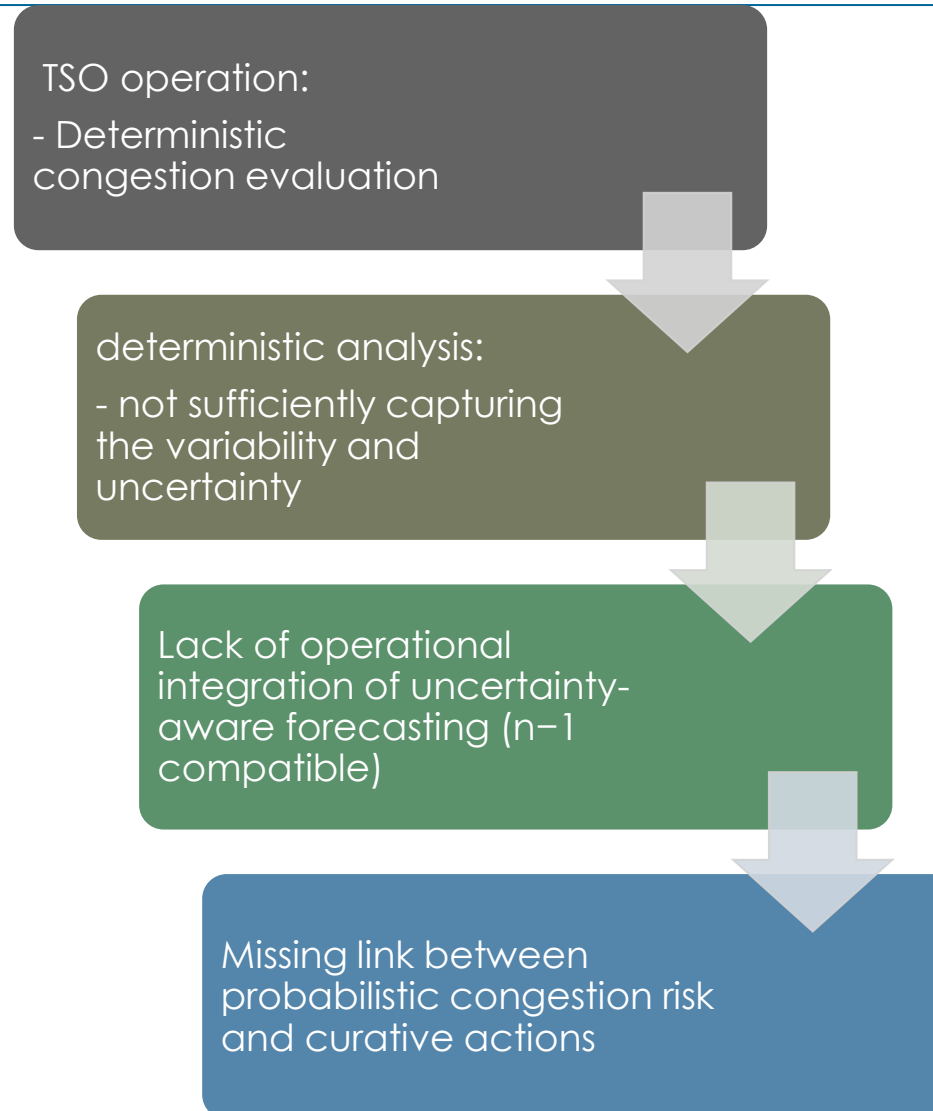 TSO operation:
- Deterministic
congestion evaluation
deterministic analysis:
- not sufficiently capturing
the variability and
uncertainty
Lack of operational
integration of uncertainty-
aware forecasting (n−1
compatible)
Missing link between
probabilistic congestion risk
and curative actions